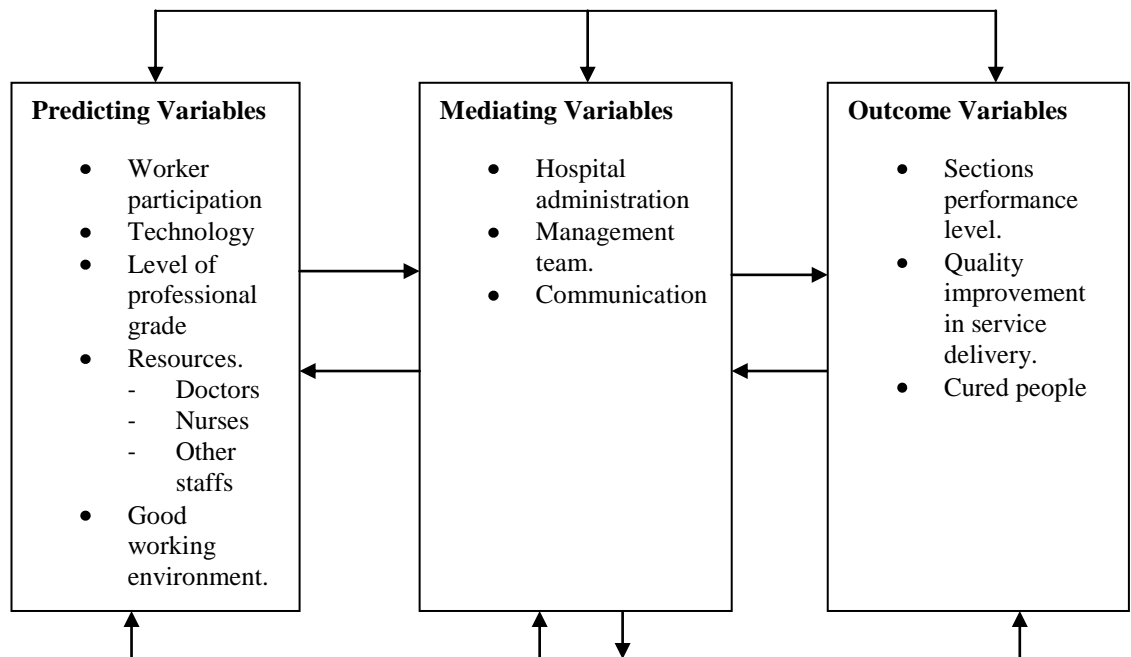 Predicting Variables
● Worker
participation
● Technology
● Level of
professional
grade
● Resources.
- Doctors
- Nurses
- Other
staffs
● Good
working
environment.
Mediating Variables
● Hospital
administration
● Management
team.
● Communication
Outcome Variables
● Sections
performance
level.
● Quality
improvement
in service
delivery.
● Cured people